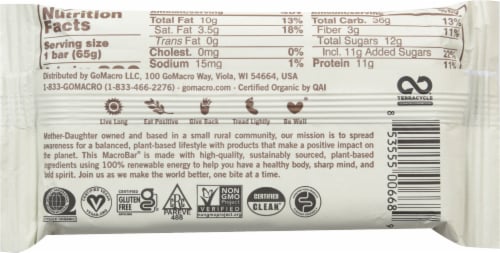 Nutrition
Facts
Serving size
1 bar (65g)
Total Fat 10g 13%
Sat. Fat 3.5g 18%
Trans Fat 0g
Cholest. 0mg 0%
Sodium 15mg 1%
Total Carb. 36g 13%
Fiber 3g 11%
Total Sugars 12g
Incl. 11g Added Sugars
Protein 11g
Distributed by GoMacro LLC, 100 GoMacro Way, Viola, WI 54664, USA
1-833-GOMACRO (1-833-466-2276) · gomacro.com · Certified Organic by QAI
Live Long Eat Positive Give Back Tread Lightly Be Well
TERRACYCLE
Mother-Daughter owned and based in a small rural community, our mission is to spread
awareness for a balanced, plant-based lifestyle with products that make a positive impact on
the planet. This MacroBar® is made with high-quality, sustainably sourced, plant-based
ingredients using 100% renewable energy to help you have a healthy body, sharp mind, and
bold spirit. Join us as we make the world better, one bite at a time.
CERTIFIED
GLUTEN
FREE
PAREVE
NON
GMO
Project
VERIFIED
nongmoproject.org
CERTIFIED
CLEAN
8 53555 00668 9